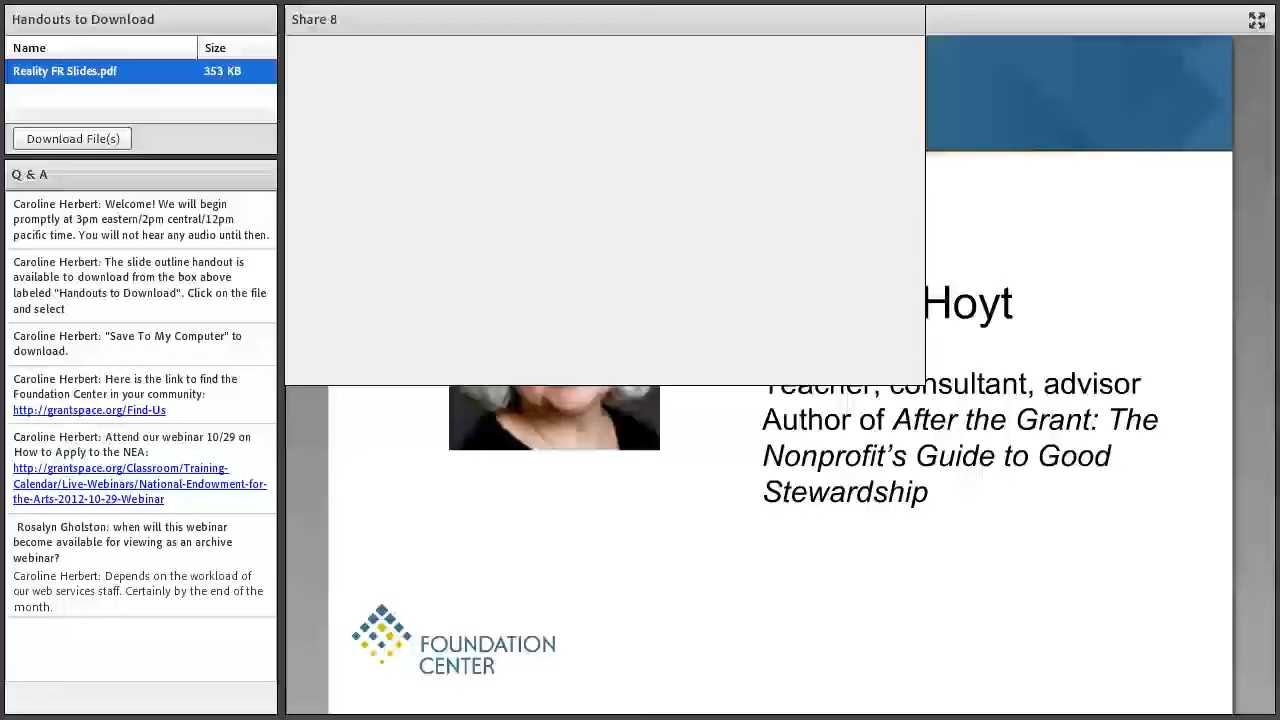 Handouts to Download
Name Size
Reality FR Slides.pdf 353 KB
Download File(s)
Q & A
Caroline Herbert: Welcome! We will begin
promptly at 3pm eastern/2pm central/12pm
pacific time. You will not hear any audio until then.
Caroline Herbert: The slide outline handout is
available to download from the box above
labeled "Handouts to Download". Click on the file
and select
Caroline Herbert: "Save To My Computer" to
download.
Caroline Herbert: Here is the link to find the
Foundation Center in your community:
http://grantspace.org/Find-Us
Caroline Herbert: Attend our webinar 10/29 on
How to Apply to the NEA:
http://grantspace.org/Classroom/Training-
Calendar/Live-Webinars/National-Endowment-for-
the-Arts-2012-10-29-Webinar
Rosalyn Gholston: when will this webinar
become available for viewing as an archive
webinar?
Caroline Herbert: Depends on the workload of
our web services staff. Certainly by the end of the
month.
Share 8
Hoyt
Teacher, consultant, advisor
Author of After the Grant: The
Nonprofit's Guide to Good
Stewardship
FOUNDATION
CENTER